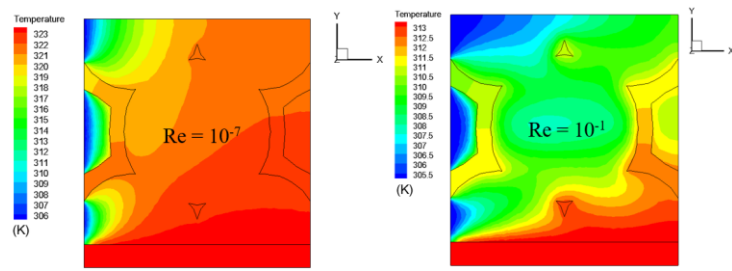 Temperature
323
322
321
320
319
318
317
316
315
314
313
312
311
310
309
308
307
306
(K)
Re = 10⁻⁷
Y
Z
X
Temperature
313
312.5
312
311.5
311
310.5
310
309.5
309
308.5
308
307.5
307
306.5
306
305.5
(K)
Re = 10⁻¹
Y
Z
X